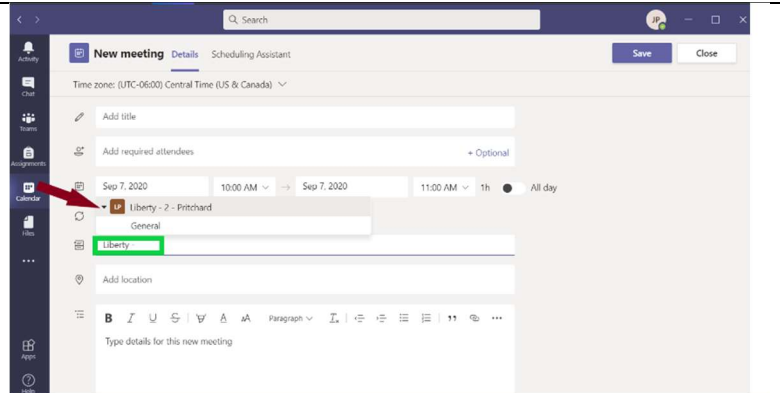 Search
JP
Activity
New meeting Details Scheduling Assistant
Save Close
Chat
Time zone: (UTC-06:00) Central Time (US & Canada)
Teams
Add title
Assignments
Add required attendees + Optional
Calendar
Sep 7, 2020 10:00 AM → Sep 7, 2020 11:00 AM 1h All day
LP Liberty - 2 - Pritchard
General
Files
Liberty
Add location
B I U S A AA Paragraph
Type details for this new meeting
Apps
Help